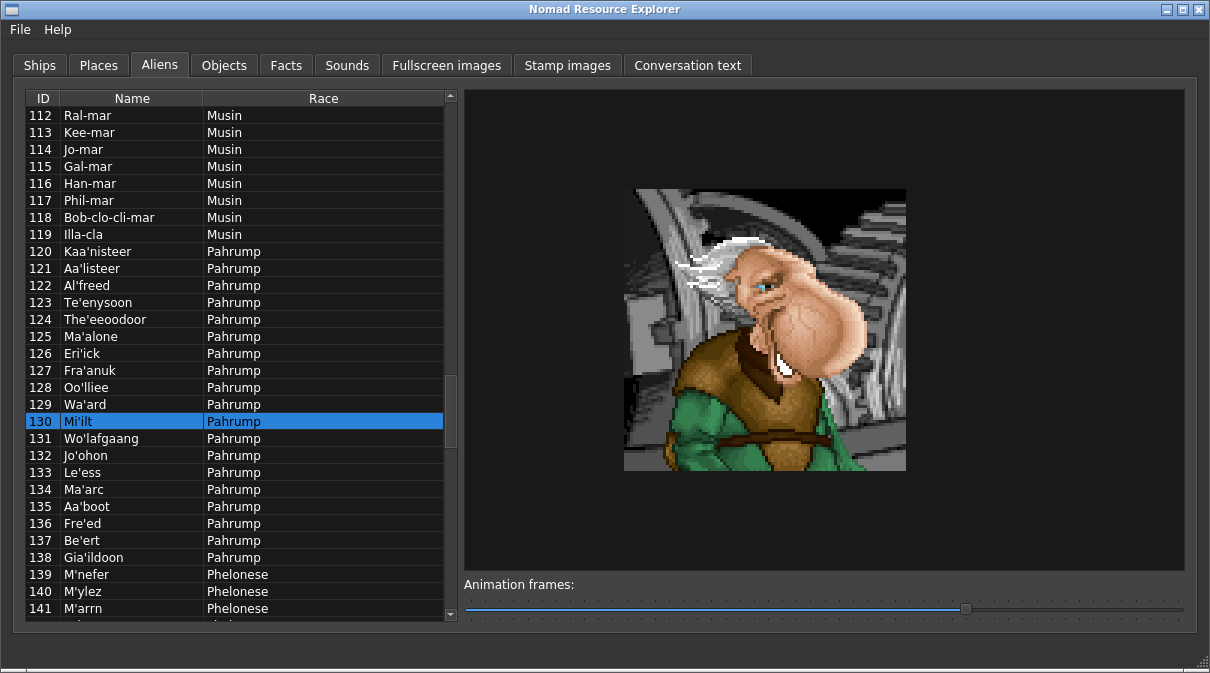 Nomad Resource Explorer
File Help
Ships Places Aliens Objects Facts Sounds Fullscreen images Stamp images Conversation text
ID Name Race
112 Ral-mar Musin
113 Kee-mar Musin
114 Jo-mar Musin
115 Gal-mar Musin
116 Han-mar Musin
117 Phil-mar Musin
118 Bob-clo-cli-mar Musin
119 Illa-cla Musin
120 Kaa'nisteer Pahrump
121 Aa'listeer Pahrump
122 Al'freed Pahrump
123 Te'enysoon Pahrump
124 The'eeoodoor Pahrump
125 Ma'alone Pahrump
126 Eri'ick Pahrump
127 Fra'anuk Pahrump
128 Oo'lliee Pahrump
129 Wa'ard Pahrump
130 Mi'ilt Pahrump
131 Wo'lafgaang Pahrump
132 Jo'ohon Pahrump
133 Le'ess Pahrump
134 Ma'arc Pahrump
135 Aa'boot Pahrump
136 Fre'ed Pahrump
137 Be'ert Pahrump
138 Gia'ildoon Pahrump
139 M'nefer Phelonese
140 M'ylez Phelonese
141 M'arrn Phelonese
Animation frames: